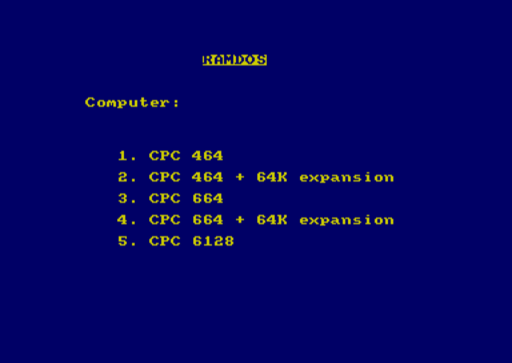 RAMDOS
Computer:
1. CPC 464
2. CPC 464 + 64K expansion
3. CPC 664
4. CPC 664 + 64K expansion
5. CPC 6128